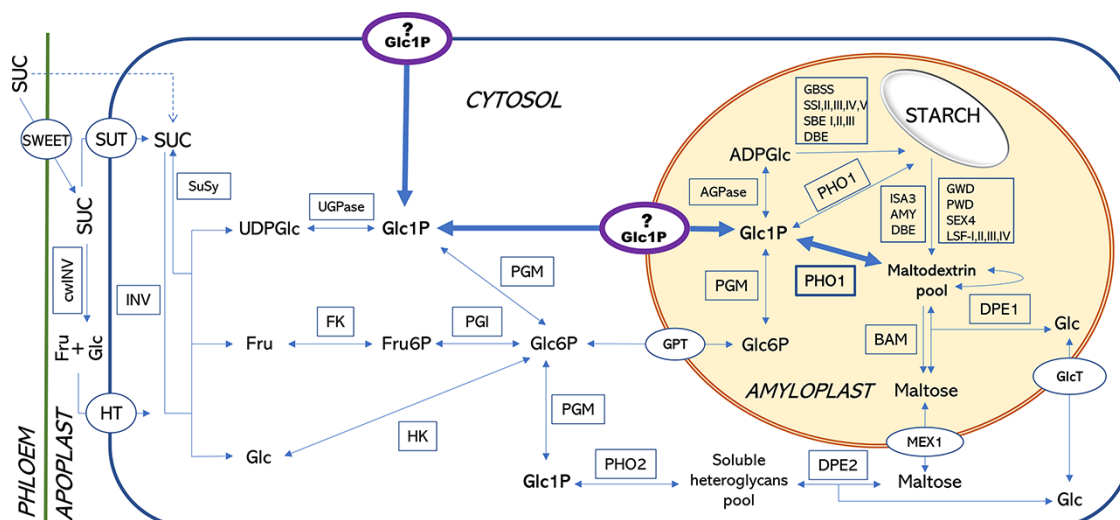 ?
Glc1P
SUC
CYTOSOL
GBSS
SSI,II,III,IV,V
SBE I,II,III
DBE
STARCH
SWEET
SUT
SUC
ADPGlc
SuSy
AGPase
PHO1
ISA3
AMY
DBE
GWD
PWD
SEX4
LSF-I,II,III,IV
SUC
UGPase
UDPGlc
Glc1P
?
Glc1P
Glc1P
cwINV
INV
PGM
PGM
PHO1
Maltodextrin
pool
DPE1
Fru
+
Glc
FK
PGI
Fru
Fru6P
Glc6P
GPT
Glc6P
BAM
Glc
GlcT
AMYLOPLAST
Maltose
HT
PGM
HK
MEX1
Glc
PHLOEM
APOPLAST
Glc1P
PHO2
Soluble
heteroglycans
pool
DPE2
Maltose
Glc